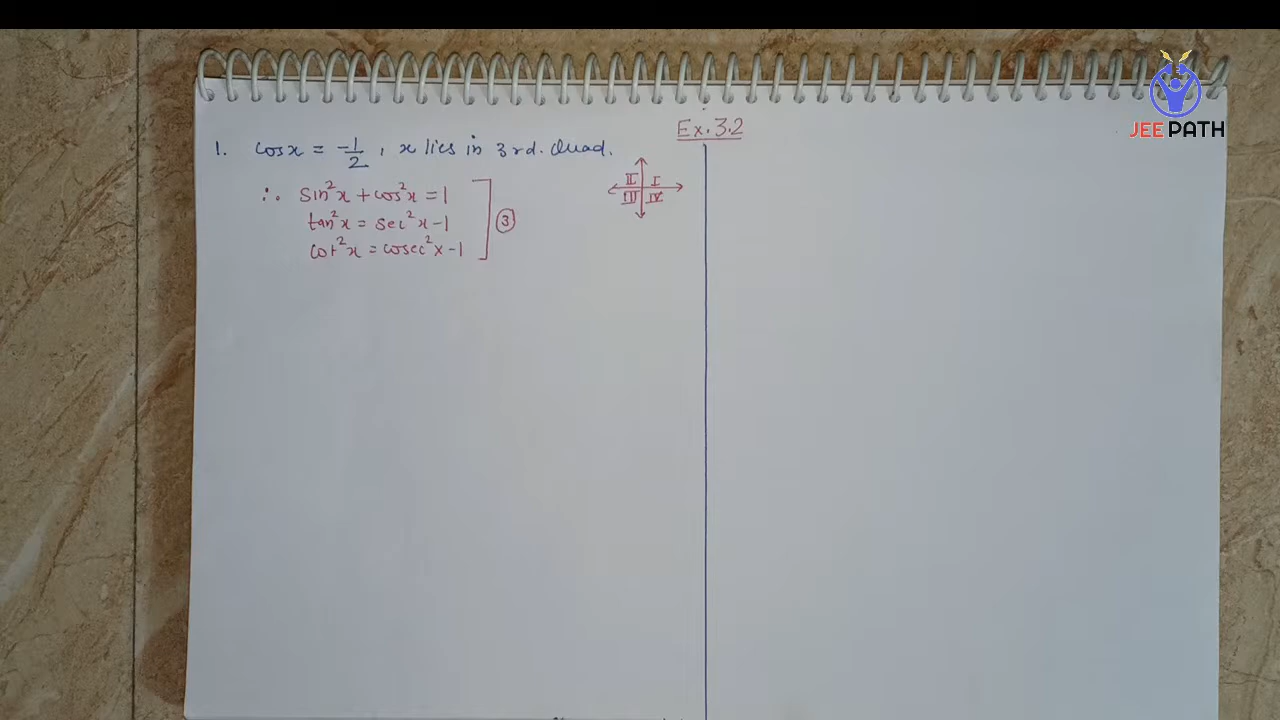 Ex. 3.2
1. cosx = -1/2, x lies in 3rd. Quad.
∴ sin²x + cos²x = 1
tan²x = sec²x - 1
cot²x = cosec²x - 1
③
II I
III IV
JEE PATH